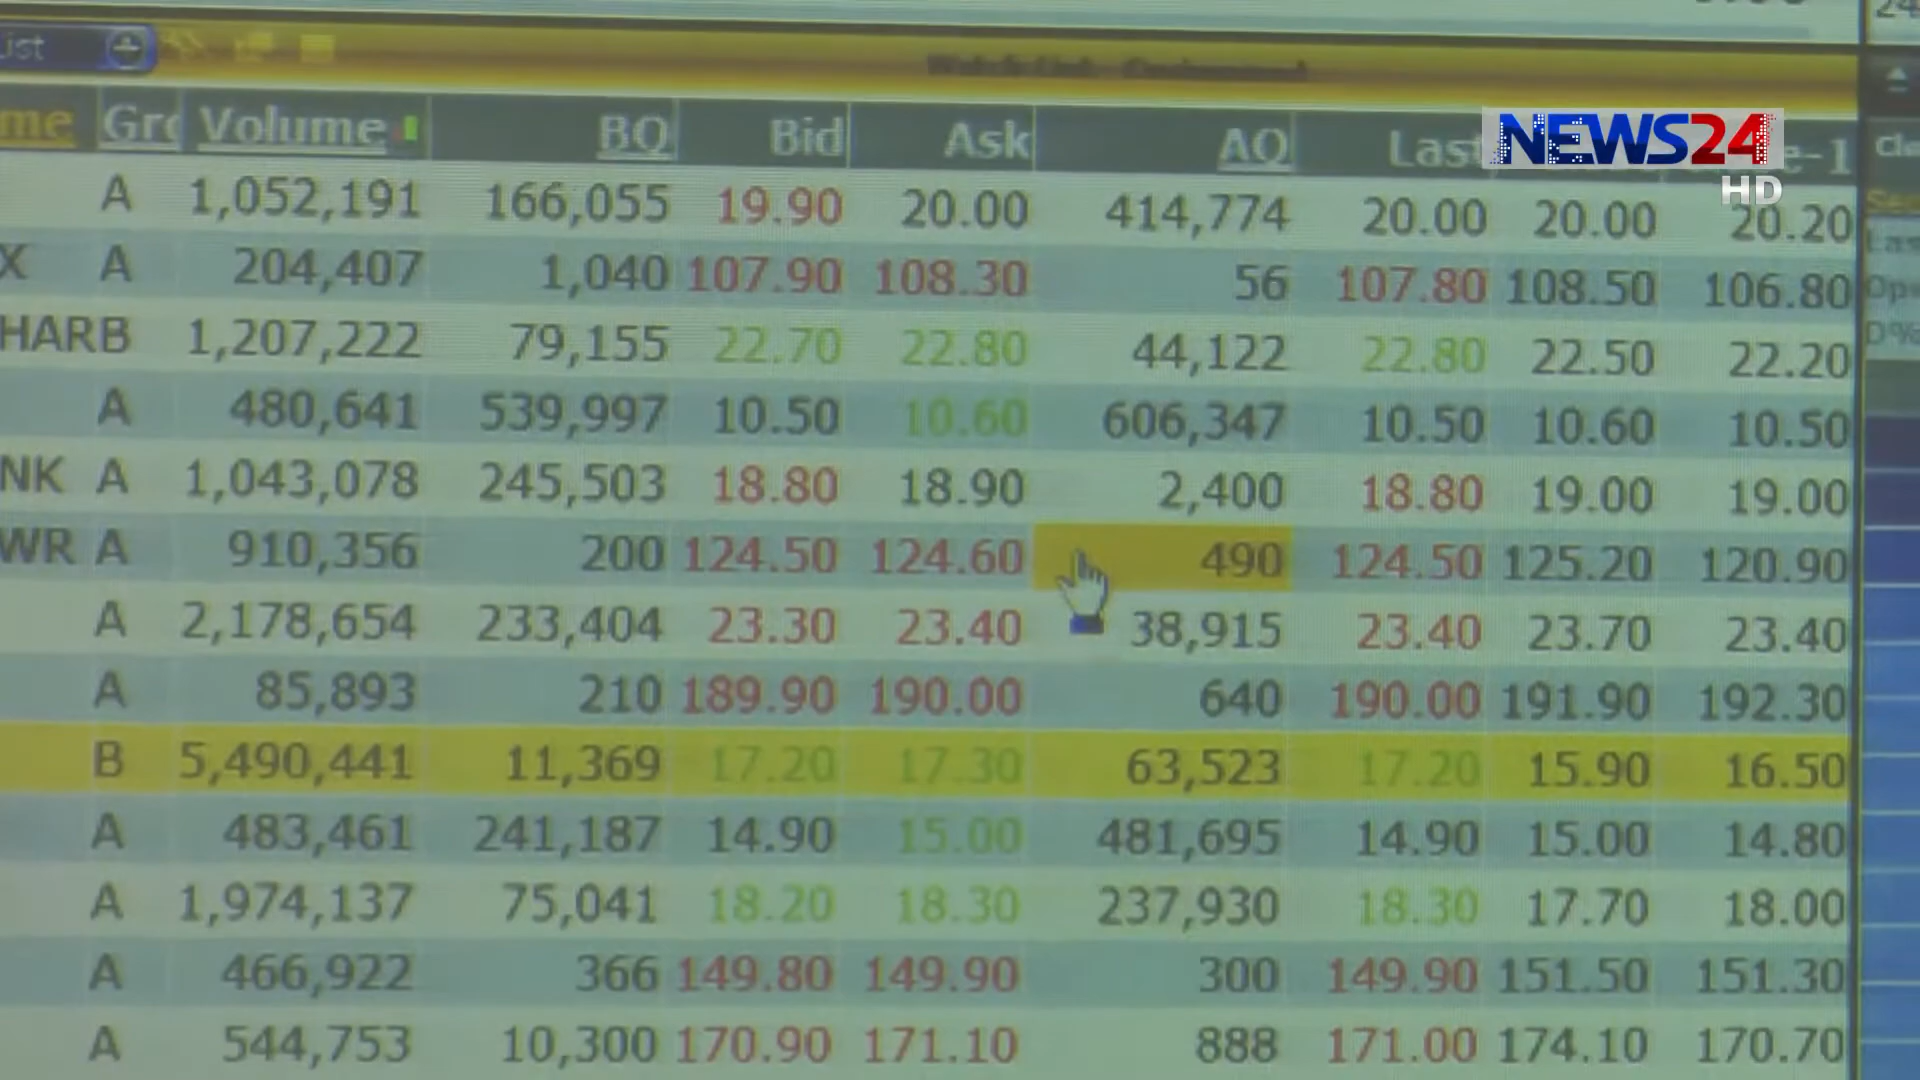 List
NEWS24
HD
me Gro Volume BQ Bid Ask AQ Last e-1
A 1,052,191 166,055 19.90 20.00 414,774 20.00 20.00 20.20
X A 204,407 1,040 107.90 108.30 56 107.80 108.50 106.80
HAR B 1,207,222 79,155 22.70 22.80 44,122 22.80 22.50 22.20
A 480,641 539,997 10.50 10.60 606,347 10.50 10.60 10.50
NK A 1,043,078 245,503 18.80 18.90 2,400 18.80 19.00 19.00
WR A 910,356 200 124.50 124.60 490 124.50 125.20 120.90
A 2,178,654 233,404 23.30 23.40 38,915 23.40 23.70 23.40
A 85,893 210 189.90 190.00 640 190.00 191.90 192.30
B 5,490,441 11,369 17.20 17.30 63,523 17.20 15.90 16.50
A 483,461 241,187 14.90 15.00 481,695 14.90 15.00 14.80
A 1,974,137 75,041 18.20 18.30 237,930 18.30 17.70 18.00
A 466,922 366 149.80 149.90 300 149.90 151.50 151.30
A 544,753 10,300 170.90 171.10 888 171.00 174.10 170.70